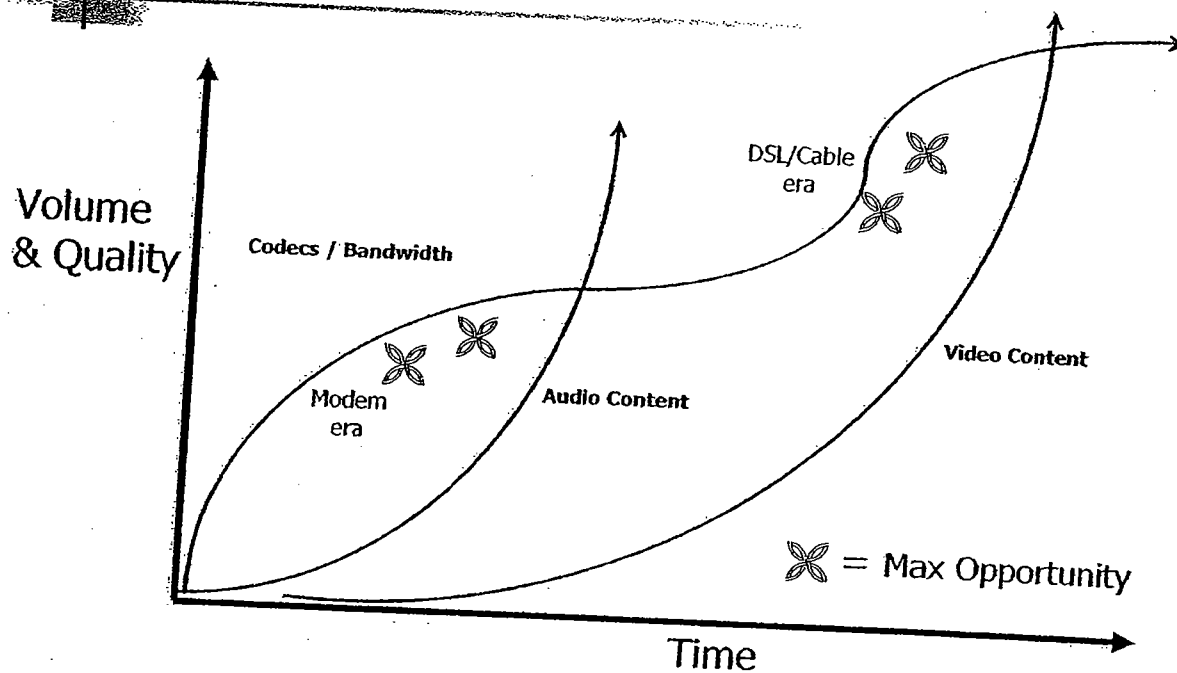 DSL/Cable
era
Volume
& Quality
Codecs / Bandwidth
Modem
era
Audio Content
Video Content
= Max Opportunity
Time